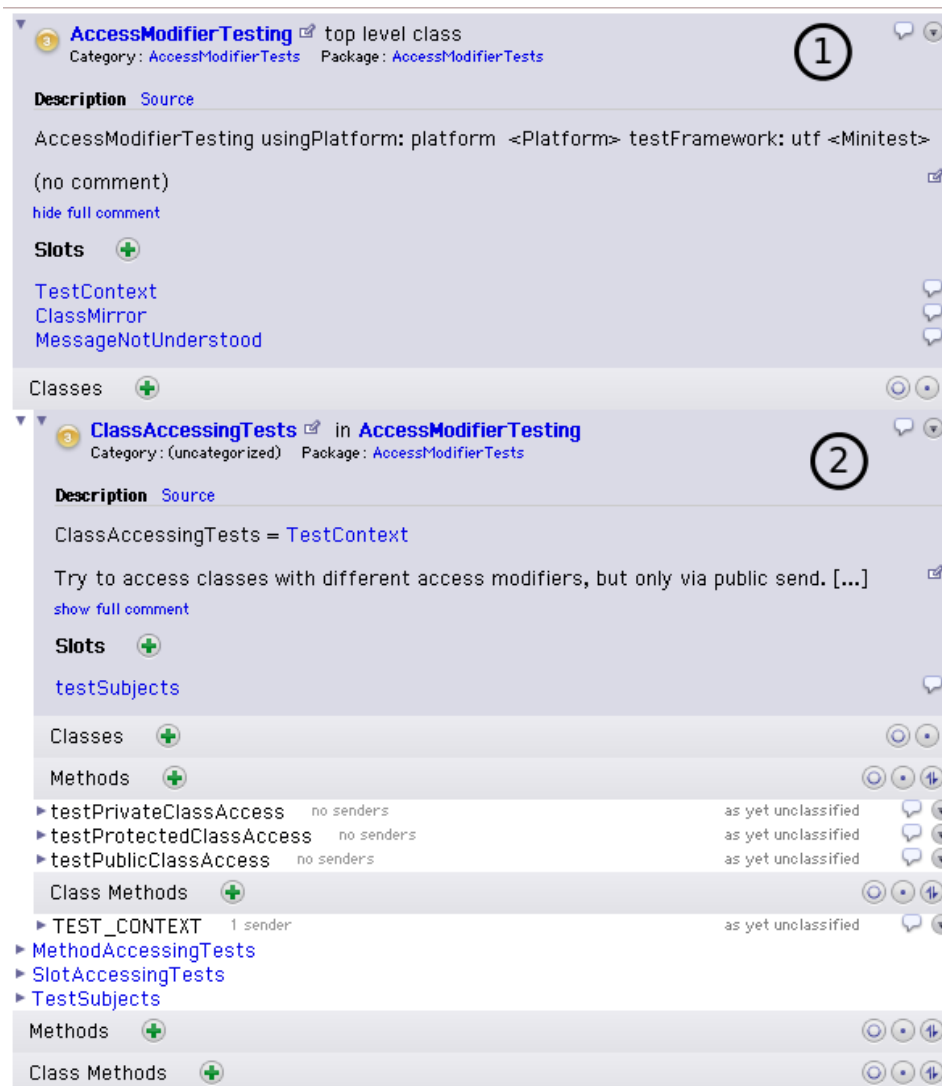 3 AccessModifierTesting top level class
1
Category: AccessModifierTests Package: AccessModifierTests
Description Source
AccessModifierTesting usingPlatform: platform <Platform> testFramework: utf <Minitest>
(no comment)
hide full comment
Slots
TestContext
ClassMirror
MessageNotUnderstood
Classes
3 ClassAccessingTests in AccessModifierTesting
2
Category: (uncategorized) Package: AccessModifierTests
Description Source
ClassAccessingTests = TestContext
Try to access classes with different access modifiers, but only via public send. [...]
show full comment
Slots
testSubjects
Classes
Methods
testPrivateClassAccess no senders as yet unclassified
testProtectedClassAccess no senders as yet unclassified
testPublicClassAccess no senders as yet unclassified
Class Methods
TEST_CONTEXT 1 sender as yet unclassified
MethodAccessingTests
SlotAccessingTests
TestSubjects
Methods
Class Methods